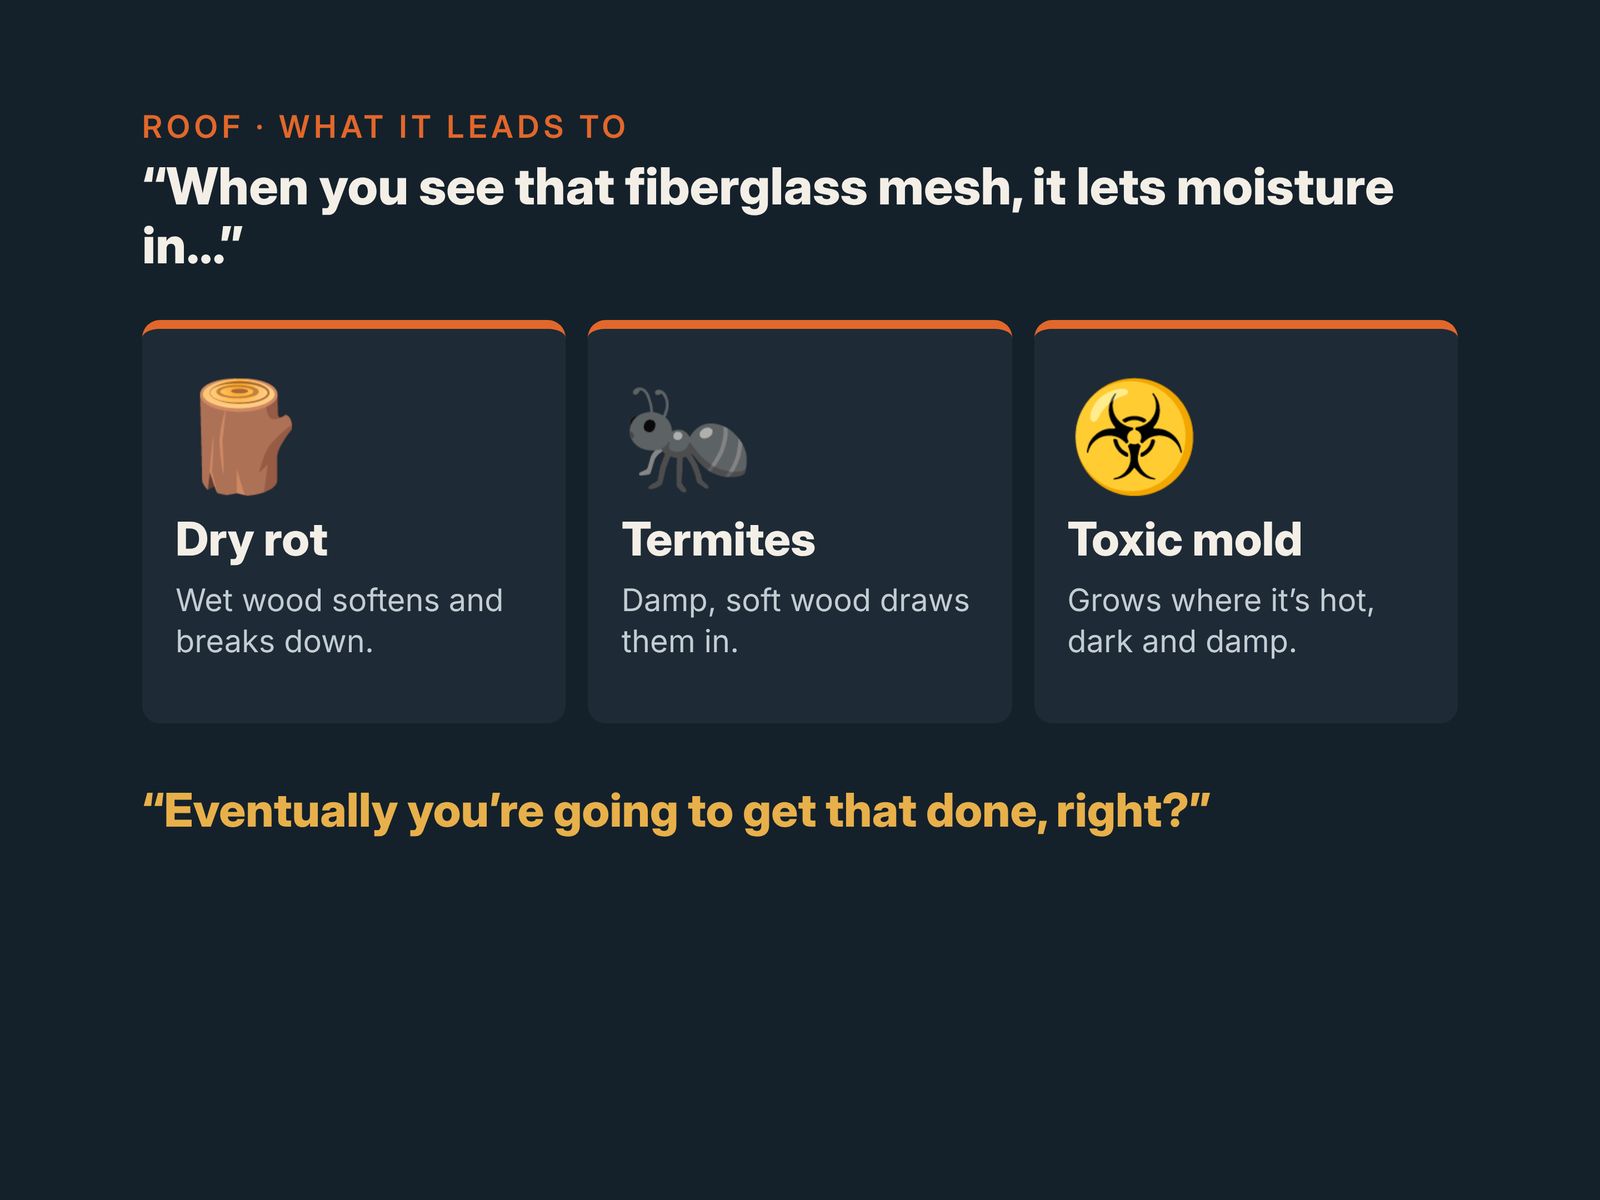 ROOF · WHAT IT LEADS TO
“When you see that fiberglass mesh, it lets moisture
in…”
Dry rot
Wet wood softens and
breaks down.
Termites
Damp, soft wood draws
them in.
Toxic mold
Grows where it’s hot,
dark and damp.
“Eventually you’re going to get that done, right?”